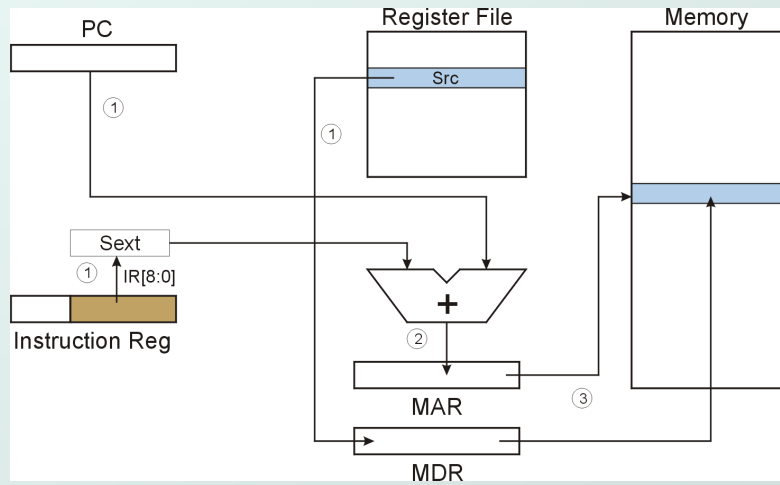 PC
Register File
Memory
Src
1
1
Sext
1
IR[8:0]
+
Instruction Reg
2
MAR
3
MDR